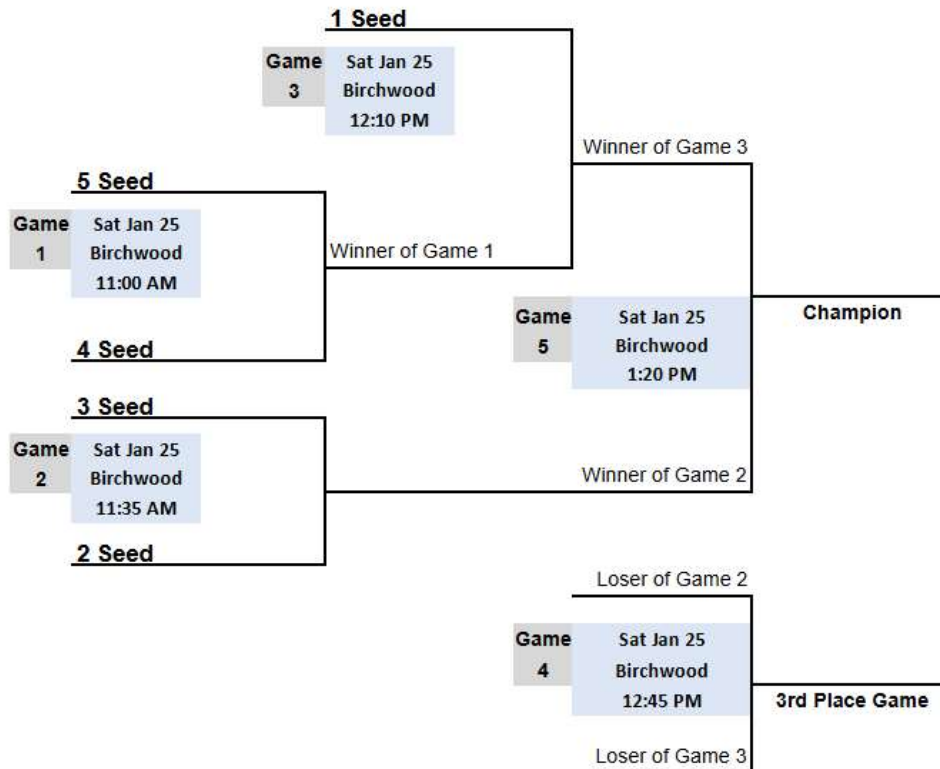 1 Seed
Game
3
Sat Jan 25
Birchwood
12:10 PM
Winner of Game 3
5 Seed
Game
1
Sat Jan 25
Birchwood
11:00 AM
Winner of Game 1
4 Seed
Game
5
Sat Jan 25
Birchwood
1:20 PM
Champion
3 Seed
Game
2
Sat Jan 25
Birchwood
11:35 AM
Winner of Game 2
2 Seed
Loser of Game 2
Game
4
Sat Jan 25
Birchwood
12:45 PM
3rd Place Game
Loser of Game 3